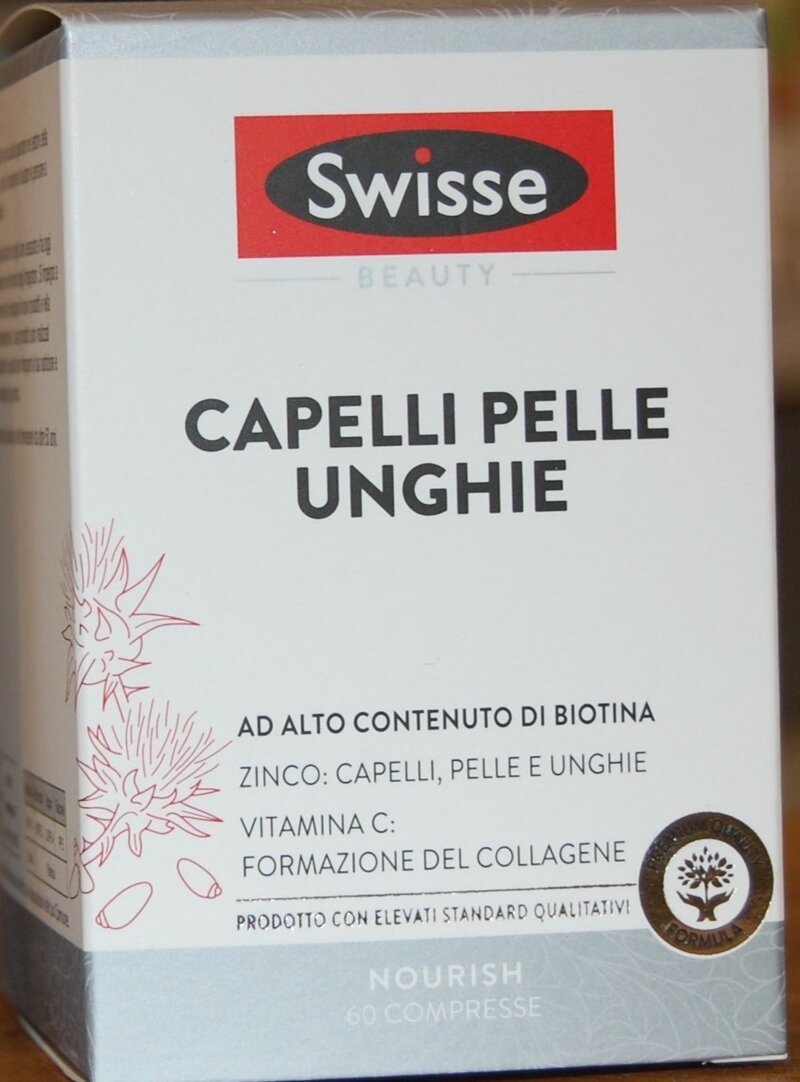 Swisse
BEAUTY
CAPELLI PELLE
UNGHIE
AD ALTO CONTENUTO DI BIOTINA
ZINCO: CAPELLI, PELLE E UNGHIE
VITAMINA C:
FORMAZIONE DEL COLLAGENE
PRODOTTO CON ELEVATI STANDARD QUALITATIVI
PREMIUM QUALITY
FORMULA
NOURISH
60 COMPRESSE